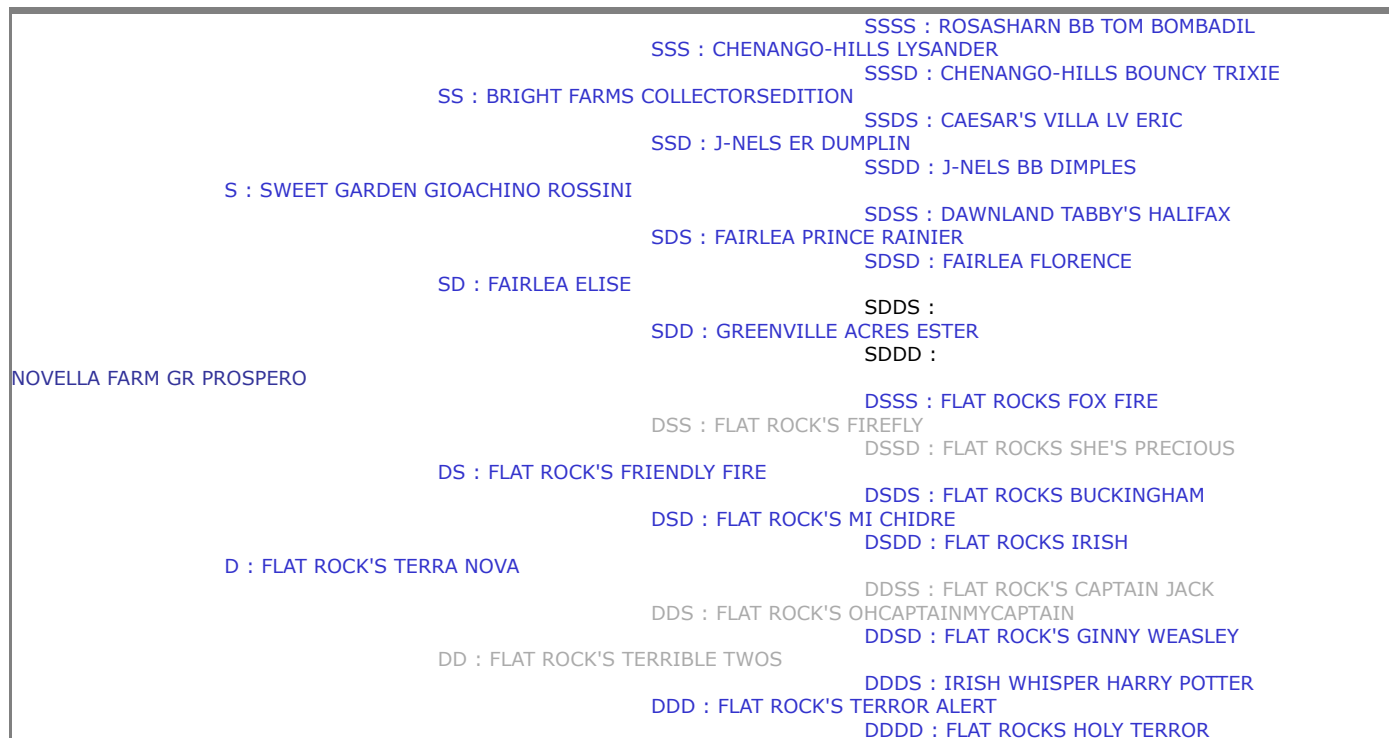 SSSS : ROSASHARN BB TOM BOMBADIL
SSS : CHENANGO-HILLS LYSANDER
SSSD : CHENANGO-HILLS BOUNCY TRIXIE
SS : BRIGHT FARMS COLLECTORSEDITION
SSDS : CAESAR'S VILLA LV ERIC
SSD : J-NELS ER DUMPLIN
SSDD : J-NELS BB DIMPLES
S : SWEET GARDEN GIOACHINO ROSSINI
SDSS : DAWNLAND TABBY'S HALIFAX
SDS : FAIRLEA PRINCE RAINIER
SDSD : FAIRLEA FLORENCE
SD : FAIRLEA ELISE
SDDS :
SDD : GREENVILLE ACRES ESTER
SDDD :
NOVELLA FARM GR PROSPERO
DSSS : FLAT ROCKS FOX FIRE
DSS : FLAT ROCK'S FIREFLY
DSSD : FLAT ROCKS SHE'S PRECIOUS
DS : FLAT ROCK'S FRIENDLY FIRE
DSDS : FLAT ROCKS BUCKINGHAM
DSD : FLAT ROCK'S MI CHIDRE
DSDD : FLAT ROCKS IRISH
D : FLAT ROCK'S TERRA NOVA
DDSS : FLAT ROCK'S CAPTAIN JACK
DDS : FLAT ROCK'S OHCAPTAINMYCAPTAIN
DDSD : FLAT ROCK'S GINNY WEASLEY
DD : FLAT ROCK'S TERRIBLE TWOS
DDDS : IRISH WHISPER HARRY POTTER
DDD : FLAT ROCK'S TERROR ALERT
DDDD : FLAT ROCKS HOLY TERROR